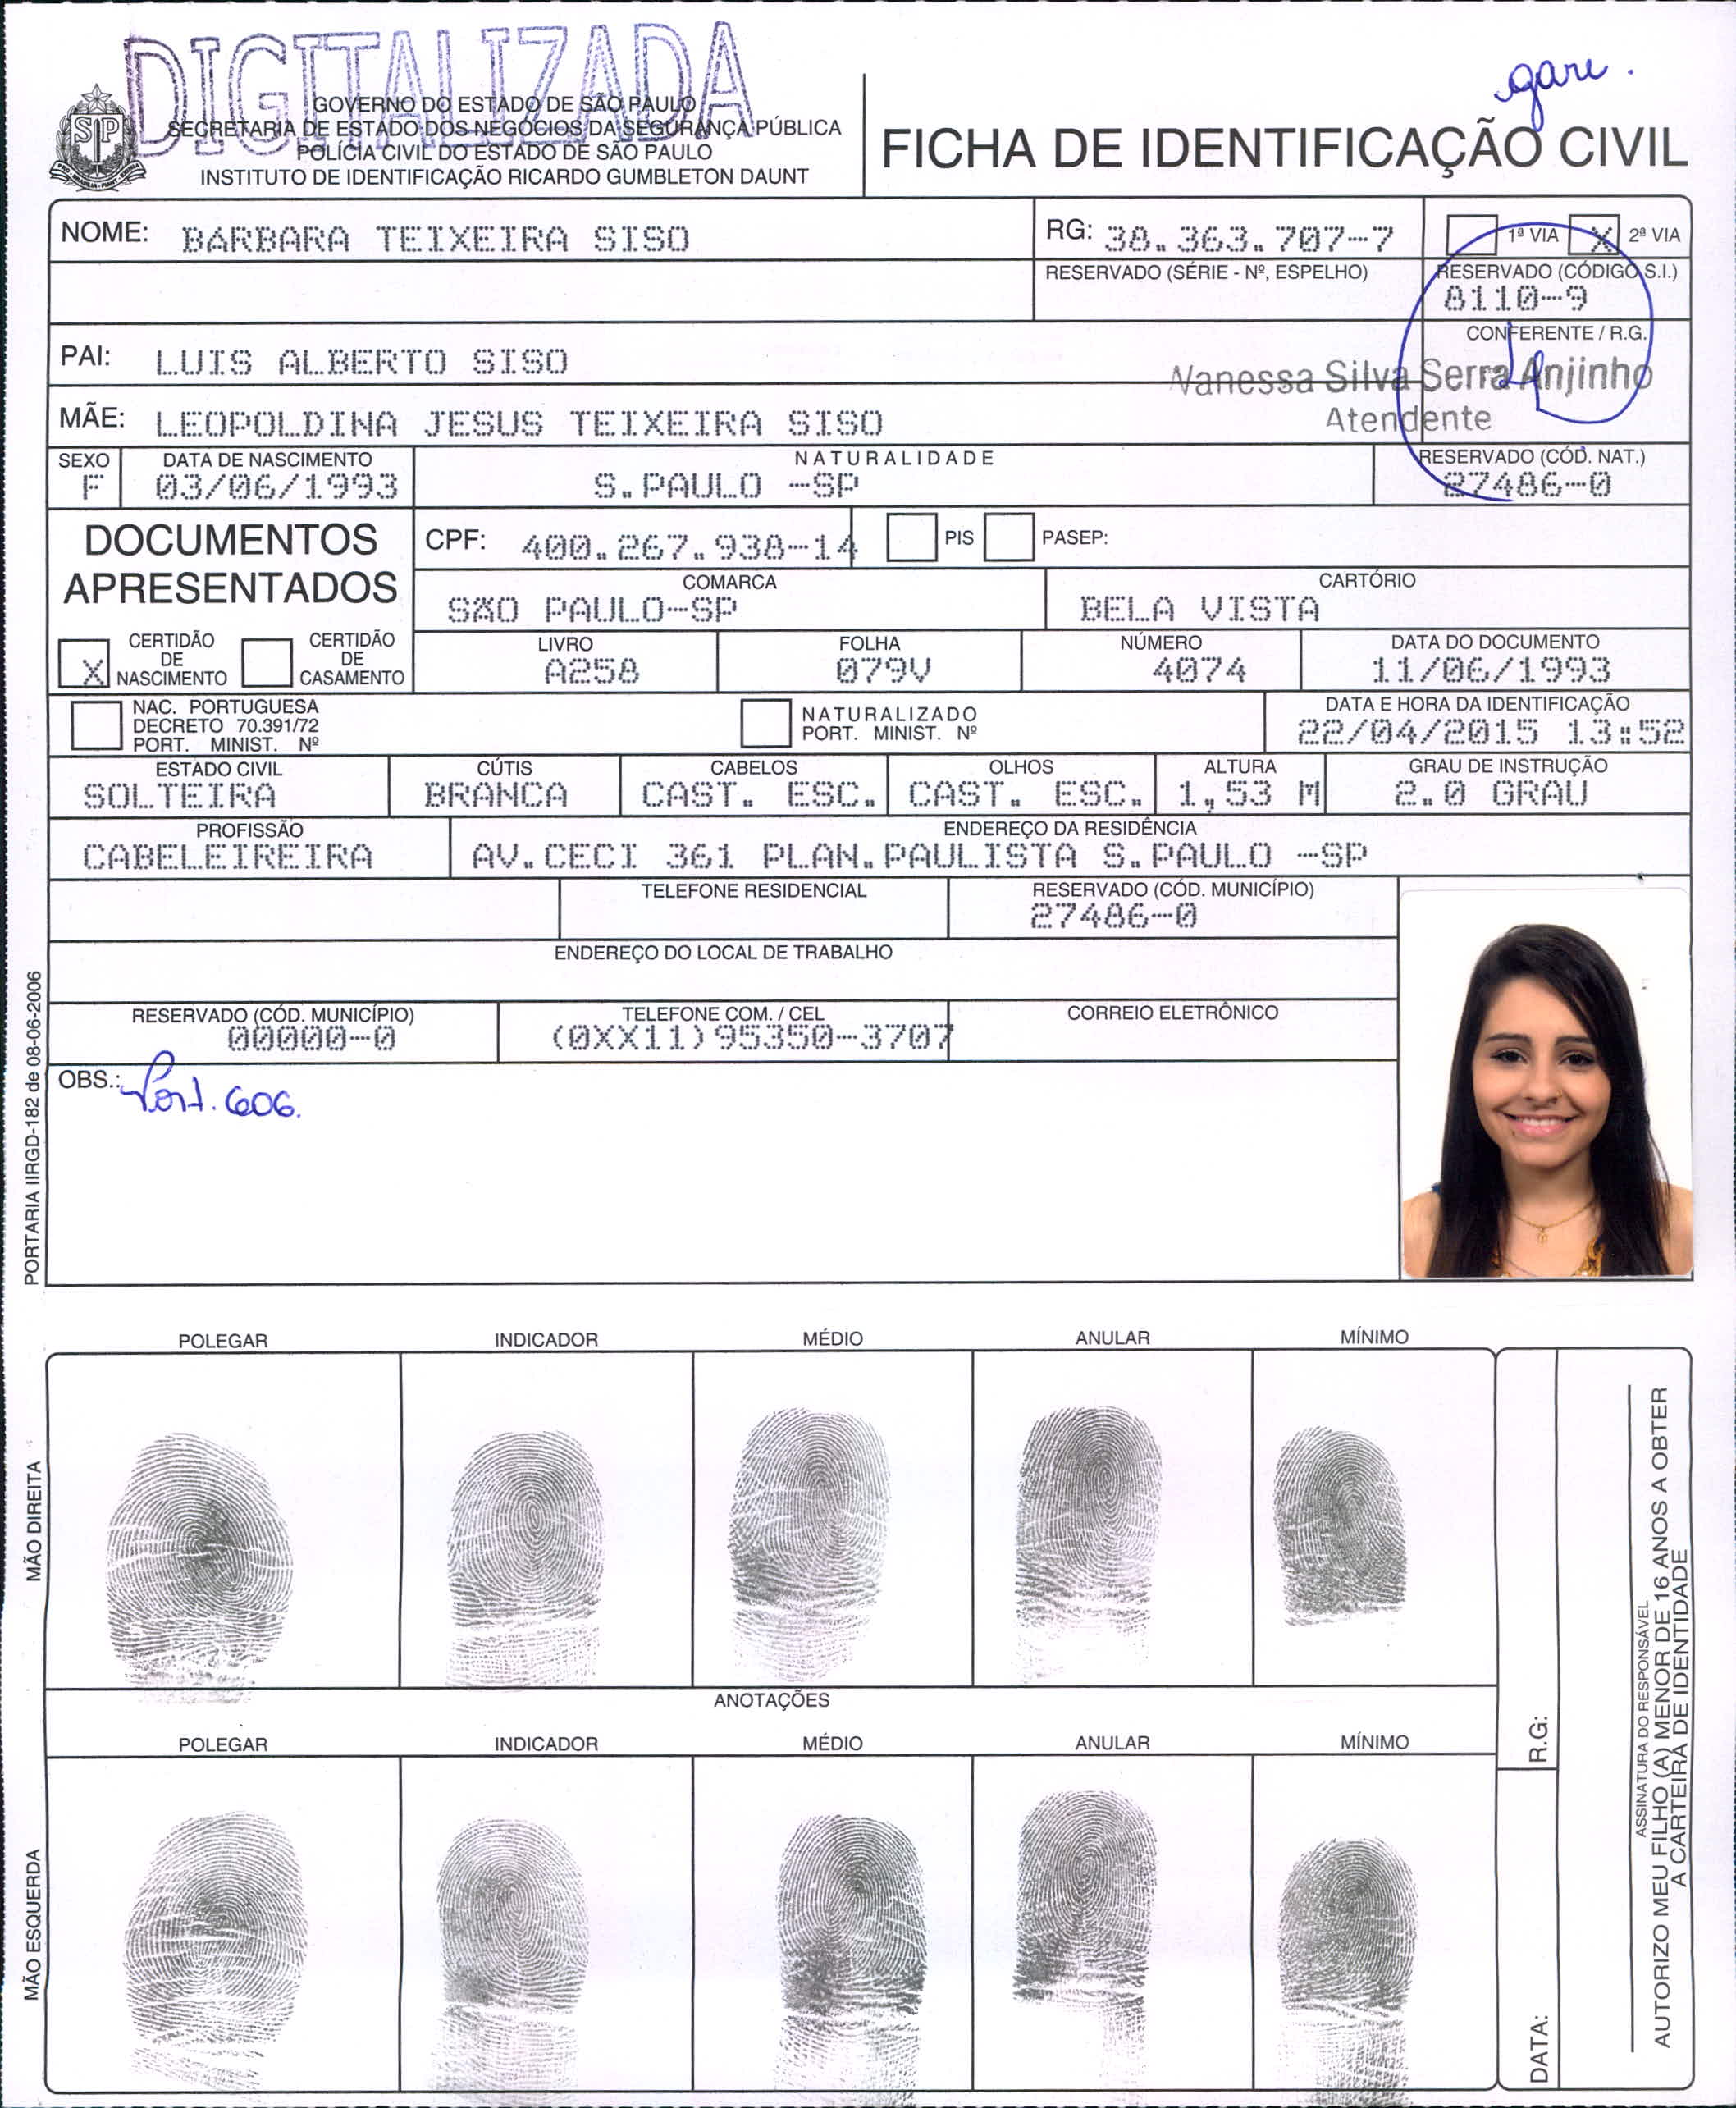 DIGITALIZADA
GOVERNO DO ESTADO DE SÃO PAULO
SECRETARIA DE ESTADO DOS NEGÓCIOS DA SEGURANÇA PÚBLICA
POLÍCIA CIVIL DO ESTADO DE SÃO PAULO
INSTITUTO DE IDENTIFICAÇÃO RICARDO GUMBLETON DAUNT
gare.
FICHA DE IDENTIFICAÇÃO CIVIL
NOME: BARBARA TEIXEIRA SISO
RG: 38.363.707-7
1ª VIA X 2ª VIA
RESERVADO (SÉRIE - Nº, ESPELHO)
RESERVADO (CÓDIGO S.I.)
8110-9
CONFERENTE / R.G.
PAI: LUIS ALBERTO SISO
Vanessa Silva Serra Anjinho
Atendente
MÃE: LEOPOLDINA JESUS TEIXEIRA SISO
SEXO
F
DATA DE NASCIMENTO
03/06/1993
NATURALIDADE
S.PAULO -SP
RESERVADO (CÓD. NAT.)
27486-0
DOCUMENTOS
APRESENTADOS
CPF: 400.267.938-14
PIS
PASEP:
COMARCA
SÃO PAULO-SP
CARTÓRIO
BELA VISTA
X CERTIDÃO
DE
NASCIMENTO
CERTIDÃO
DE
CASAMENTO
LIVRO
A258
FOLHA
079V
NÚMERO
4074
DATA DO DOCUMENTO
11/06/1993
NAC. PORTUGUESA
DECRETO 70.391/72
PORT. MINIST. Nº
NATURALIZADO
PORT. MINIST. Nº
DATA E HORA DA IDENTIFICAÇÃO
22/04/2015 13:52
ESTADO CIVIL
SOLTEIRA
CÚTIS
BRANCA
CABELOS
CAST. ESC.
OLHOS
CAST. ESC.
ALTURA
1,53 M
GRAU DE INSTRUÇÃO
2.0 GRAU
PROFISSÃO
CABELEIREIRA
ENDEREÇO DA RESIDÊNCIA
AV.CECI 361 PLAN.PAULISTA S.PAULO -SP
TELEFONE RESIDENCIAL
RESERVADO (CÓD. MUNICÍPIO)
27486-0
ENDEREÇO DO LOCAL DE TRABALHO
RESERVADO (CÓD. MUNICÍPIO)
00000-0
TELEFONE COM. / CEL
(0XX11)95350-3707
CORREIO ELETRÔNICO
OBS.: Port. 606.
PORTARIA IIRGD-182 de 08-06-2006
POLEGAR
INDICADOR
MÉDIO
ANULAR
MÍNIMO
MÃO DIREITA
ANOTAÇÕES
POLEGAR
INDICADOR
MÉDIO
ANULAR
MÍNIMO
MÃO ESQUERDA
R.G:
DATA:
ASSINATURA DO RESPONSÁVEL
AUTORIZO MEU FILHO (A) MENOR DE 16 ANOS A OBTER
A CARTEIRA DE IDENTIDADE